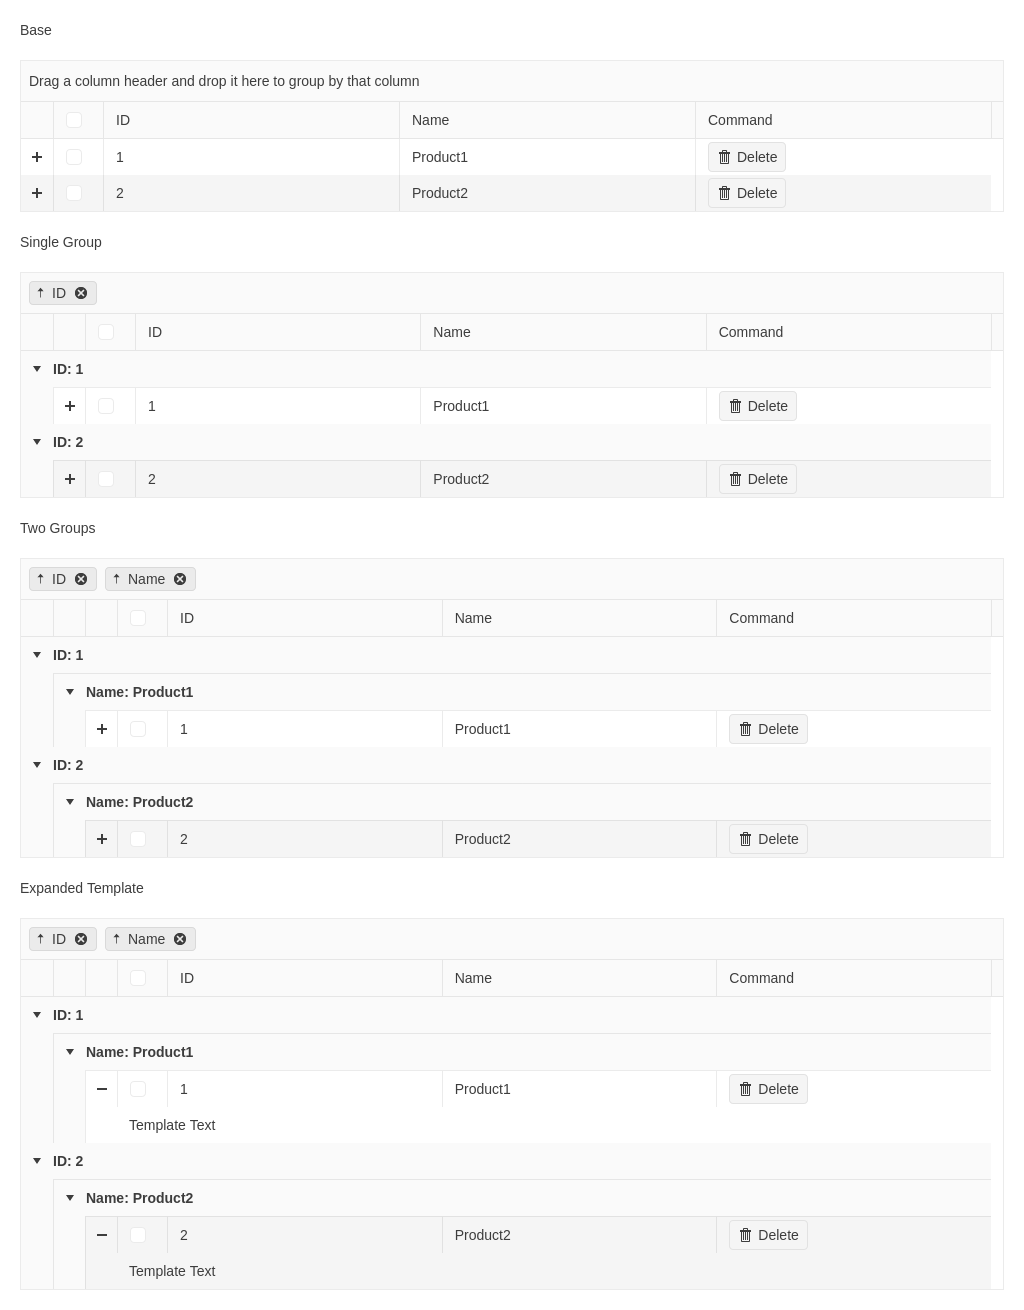 Base
Drag a column header and drop it here to group by that column
ID Name Command
1 Product1 Delete
2 Product2 Delete
Single Group
ID
ID Name Command
ID: 1
1 Product1 Delete
ID: 2
2 Product2 Delete
Two Groups
ID Name
ID Name Command
ID: 1
Name: Product1
1 Product1 Delete
ID: 2
Name: Product2
2 Product2 Delete
Expanded Template
ID Name
ID Name Command
ID: 1
Name: Product1
1 Product1 Delete
Template Text
ID: 2
Name: Product2
2 Product2 Delete
Template Text